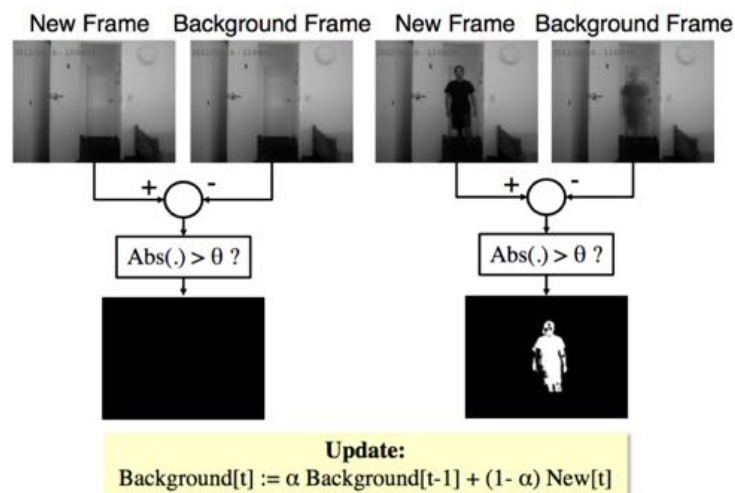 New Frame Background Frame New Frame Background Frame
+ - + -
Abs(.) > θ ? Abs(.) > θ ?
Update:
Background[t] := α Background[t-1] + (1- α) New[t]